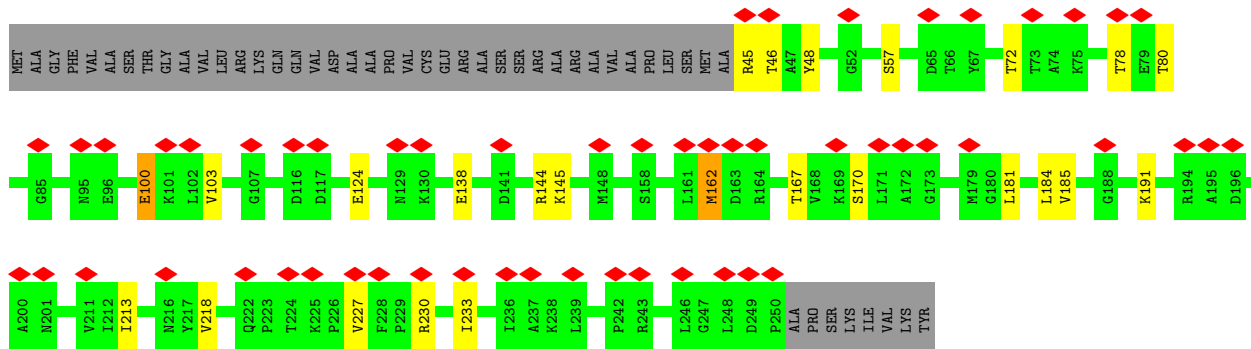 MET ALA GLY PHE VAL ALA SER THR GLY ALA VAL LEU ARG LYS GLN GLN VAL ASP ALA ALA PRO VAL CYS GLU ARG ALA SER SER ARG ALA ARG ALA VAL ALA PRO LEU SER MET ALA R45 T46 A47 Y48 G52 S57 D65 T66 Y67 T72 T73 A74 K75 T78 E79 T80
G85 N95 E96 E100 K101 L102 V103 G107 D116 D117 E124 N129 K130 E138 D141 R144 K145 M148 S158 L161 M162 D163 R164 T167 V168 K169 S170 L171 A172 G173 M179 G180 L181 L184 V185 G188 K191 R194 A195 D196
A200 N201 V211 I212 I213 N216 Y217 V218 Q222 P223 T224 K225 P226 V227 F228 P229 R230 I233 I236 A237 K238 L239 P242 R243 L246 G247 L248 D249 P250 ALA PRO SER LYS ILE VAL LYS TYR